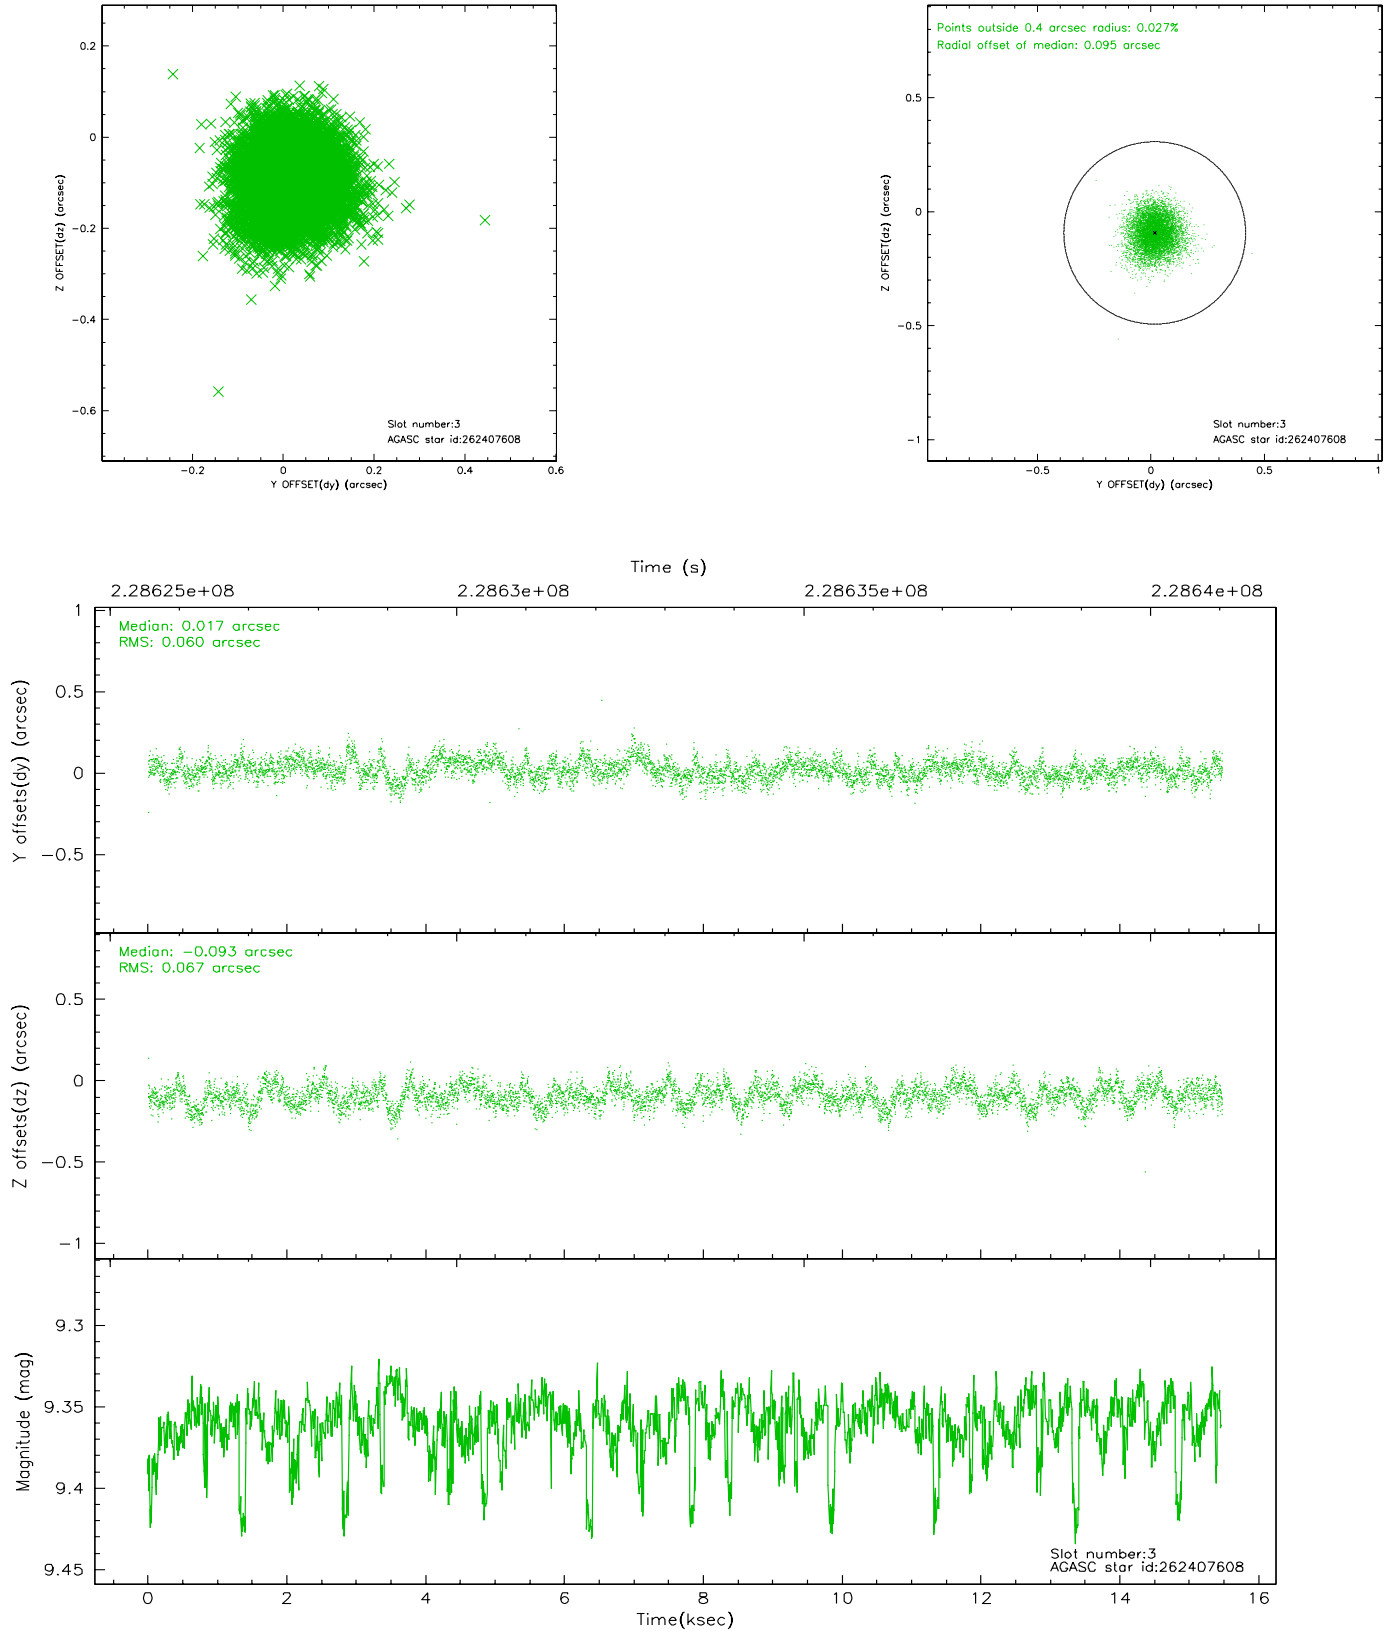 0.2
0
−0.2
−0.4
−0.6
Z OFFSET(dz) (arcsec)
Slot number:3
AGASC star id:262407608
−0.2
0
0.2
0.4
0.6
Y OFFSET(dy) (arcsec)
Points outside 0.4 arcsec radius: 0.027%
Radial offset of median: 0.095 arcsec
0.5
0
−0.5
−1
Z OFFSET(dz) (arcsec)
Slot number:3
AGASC star id:262407608
−0.5
0
0.5
1
Y OFFSET(dy) (arcsec)
Time (s)
2.28625e+08
2.2863e+08
2.28635e+08
2.2864e+08
Median: 0.017 arcsec
RMS: 0.060 arcsec
1
0.5
0
−0.5
Y offsets(dy) (arcsec)
Median: −0.093 arcsec
RMS: 0.067 arcsec
0.5
0
−0.5
−1
Z offsets(dz) (arcsec)
9.3
9.35
9.4
9.45
Magnitude (mag)
Slot number:3
AGASC star id:262407608
0
2
4
6
8
10
12
14
16
Time(ksec)